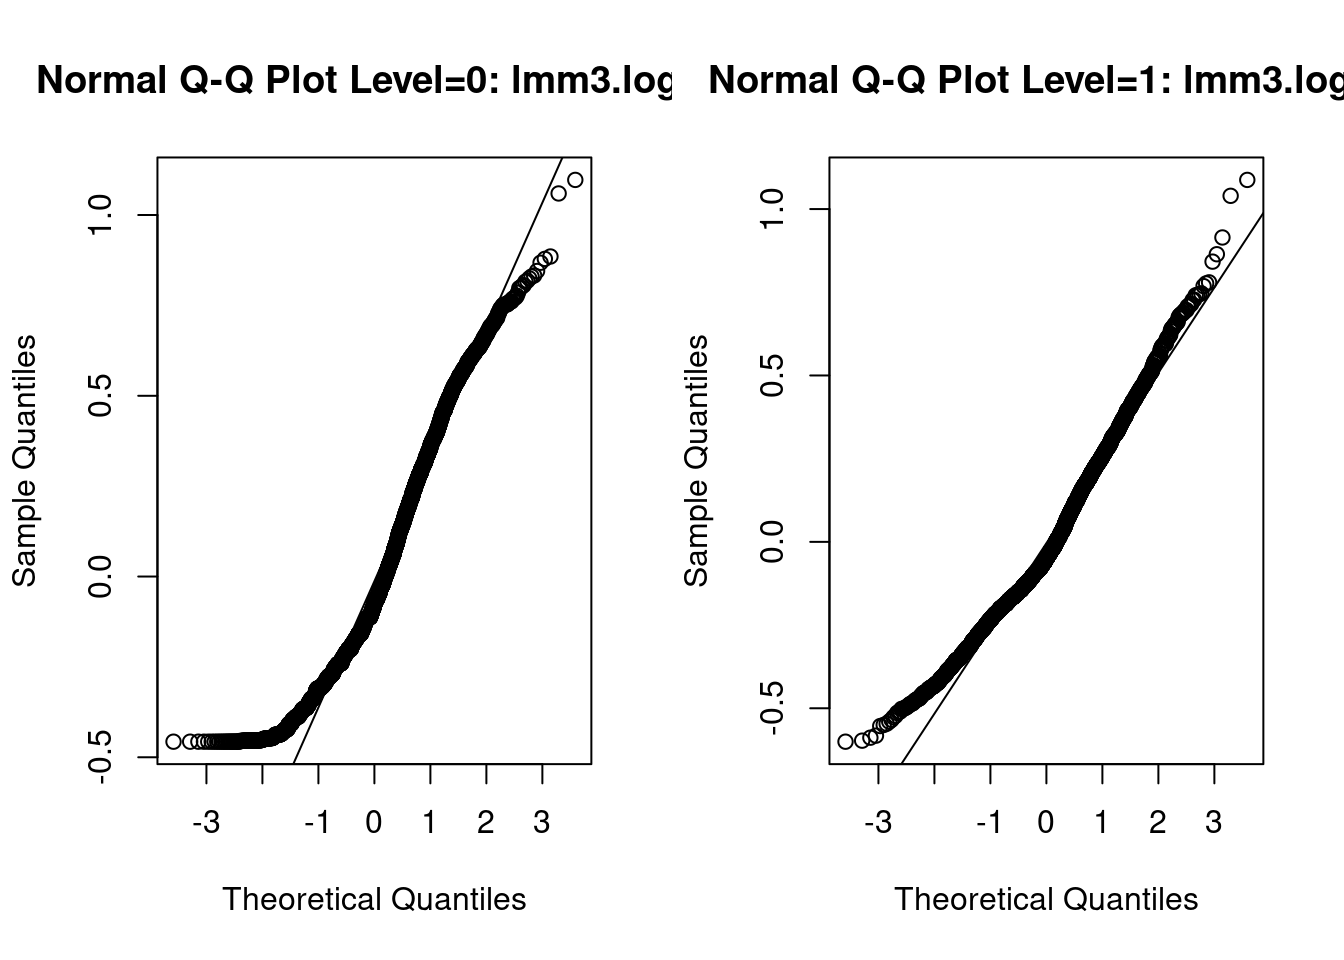 Normal Q-Q Plot Level=0: lmm3.log
Sample Quantiles
1.0
0.5
0.0
-0.5
-3 -1 0 1 2 3
Theoretical Quantiles
Normal Q-Q Plot Level=1: lmm3.log
Sample Quantiles
1.0
0.5
0.0
-0.5
-3 -1 0 1 2 3
Theoretical Quantiles